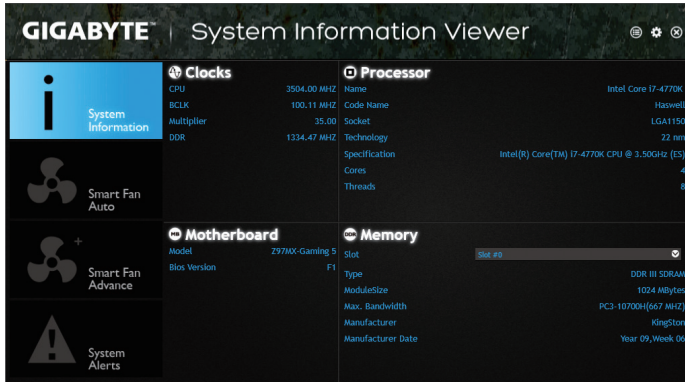 GIGABYTE™ | System Information Viewer
System
Information
Smart Fan
Auto
Smart Fan
Advance
System
Alerts
Clocks
CPU 3504.00 MHZ
BCLK 100.11 MHZ
Multiplier 35.00
DDR 1334.47 MHZ
Processor
Name Intel Core i7-4770K
Code Name Haswell
Socket LGA1150
Technology 22 nm
Specification Intel(R) Core(TM) i7-4770K CPU @ 3.50GHz (ES)
Cores 4
Threads 8
MB Motherboard
Model Z97MX-Gaming 5
Bios Version F1
DDR Memory
Slot Slot #0
Type DDR III SDRAM
ModuleSize 1024 MBytes
Max. Bandwidth PC3-10700H(667 MHZ)
Manufacturer KingSton
Manufacturer Date Year 09,Week 06